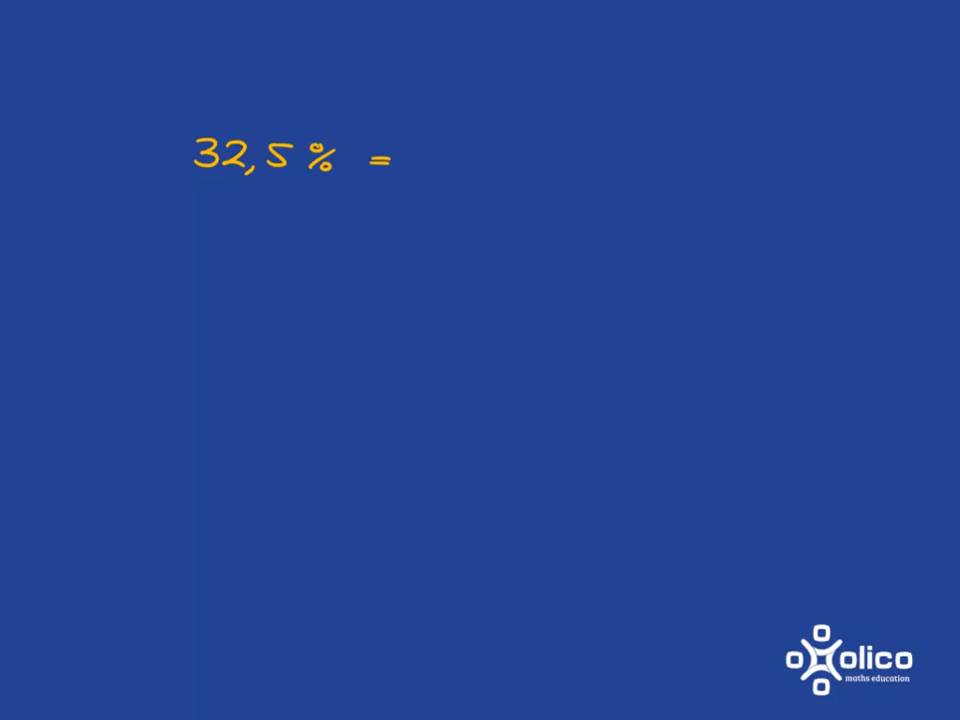 32,5 % =
olico
maths education